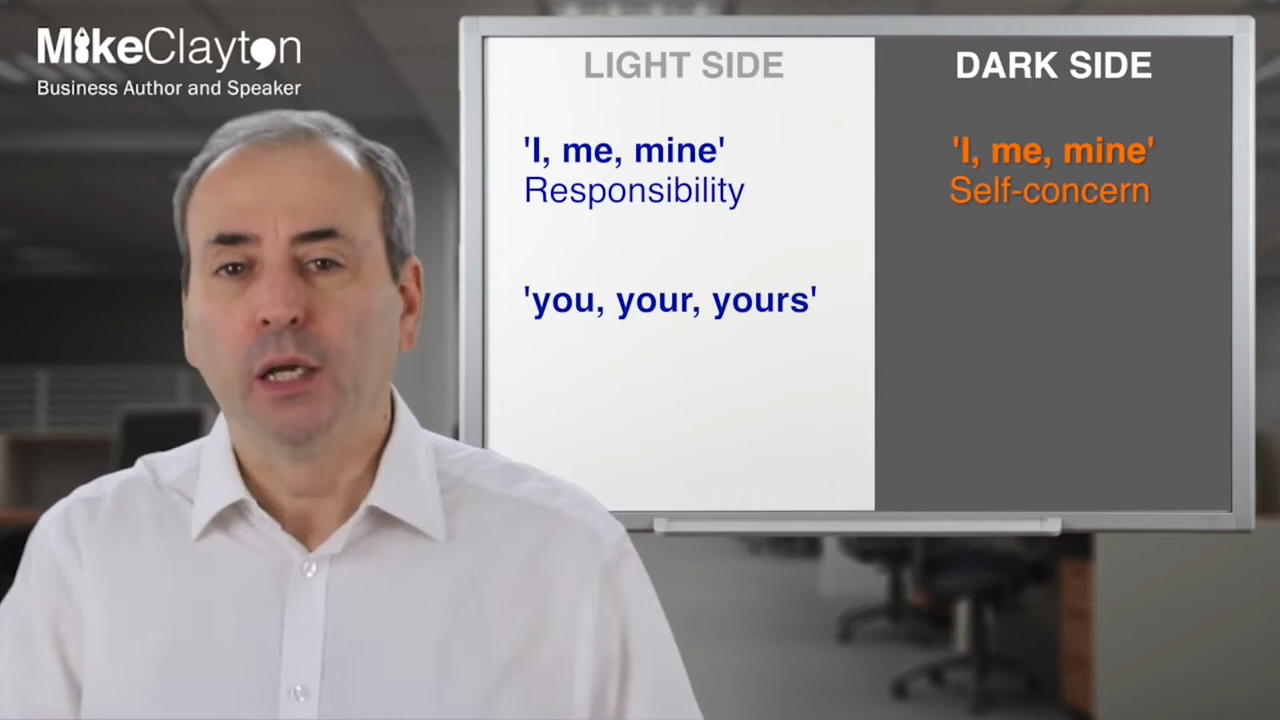 MikeClayton
Business Author and Speaker
LIGHT SIDE
'I, me, mine'
Responsibility
'you, your, yours'
DARK SIDE
'I, me, mine'
Self-concern